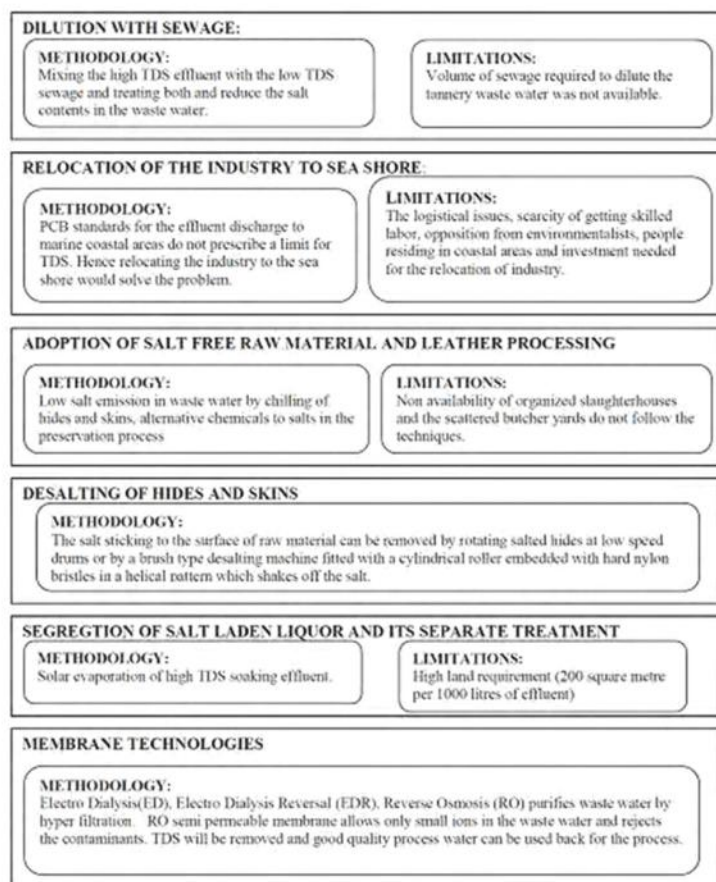 DILUTION WITH SEWAGE:
METHODOLOGY:
Mixing the high TDS effluent with the low TDS
sewage and treating both and reduce the salt
contents in the waste water.
LIMITATIONS:
Volume of sewage required to dilute the
tannery waste water was not available.
RELOCATION OF THE INDUSTRY TO SEA SHORE:
METHODOLOGY:
PCB standards for the effluent discharge to
marine coastal areas do not prescribe a limit for
TDS. Hence relocating the industry to the sea
shore would solve the problem.
LIMITATIONS:
The logistical issues, scarcity of getting skilled
labor, opposition from environmentalists, people
residing in coastal areas and investment needed
for the relocation of industry.
ADOPTION OF SALT FREE RAW MATERIAL AND LEATHER PROCESSING
METHODOLOGY:
Low salt emission in waste water by chilling of
hides and skins, alternative chemicals to salts in the
preservation process
LIMITATIONS:
Non availability of organized slaughterhouses
and the scattered butcher yards do not follow the
techniques.
DESALTING OF HIDES AND SKINS
METHODOLOGY:
The salt sticking to the surface of raw material can be removed by rotating salted hides at low speed
drums or by a brush type desalting machine fitted with a cylindrical roller embedded with hard nylon
bristles in a helical pattern which shakes off the salt.
SEGREGTION OF SALT LADEN LIQUOR AND ITS SEPARATE TREATMENT
METHODOLOGY:
Solar evaporation of high TDS soaking effluent.
LIMITATIONS:
High land requirement (200 square metre
per 1000 litres of effluent)
MEMBRANE TECHNOLOGIES
METHODOLOGY:
Electro Dialysis(ED), Electro Dialysis Reversal (EDR), Reverse Osmosis (RO) purifies waste water by
hyper filtration. RO semi permeable membrane allows only small ions in the waste water and rejects
the contaminants. TDS will be removed and good quality process water can be used back for the process.